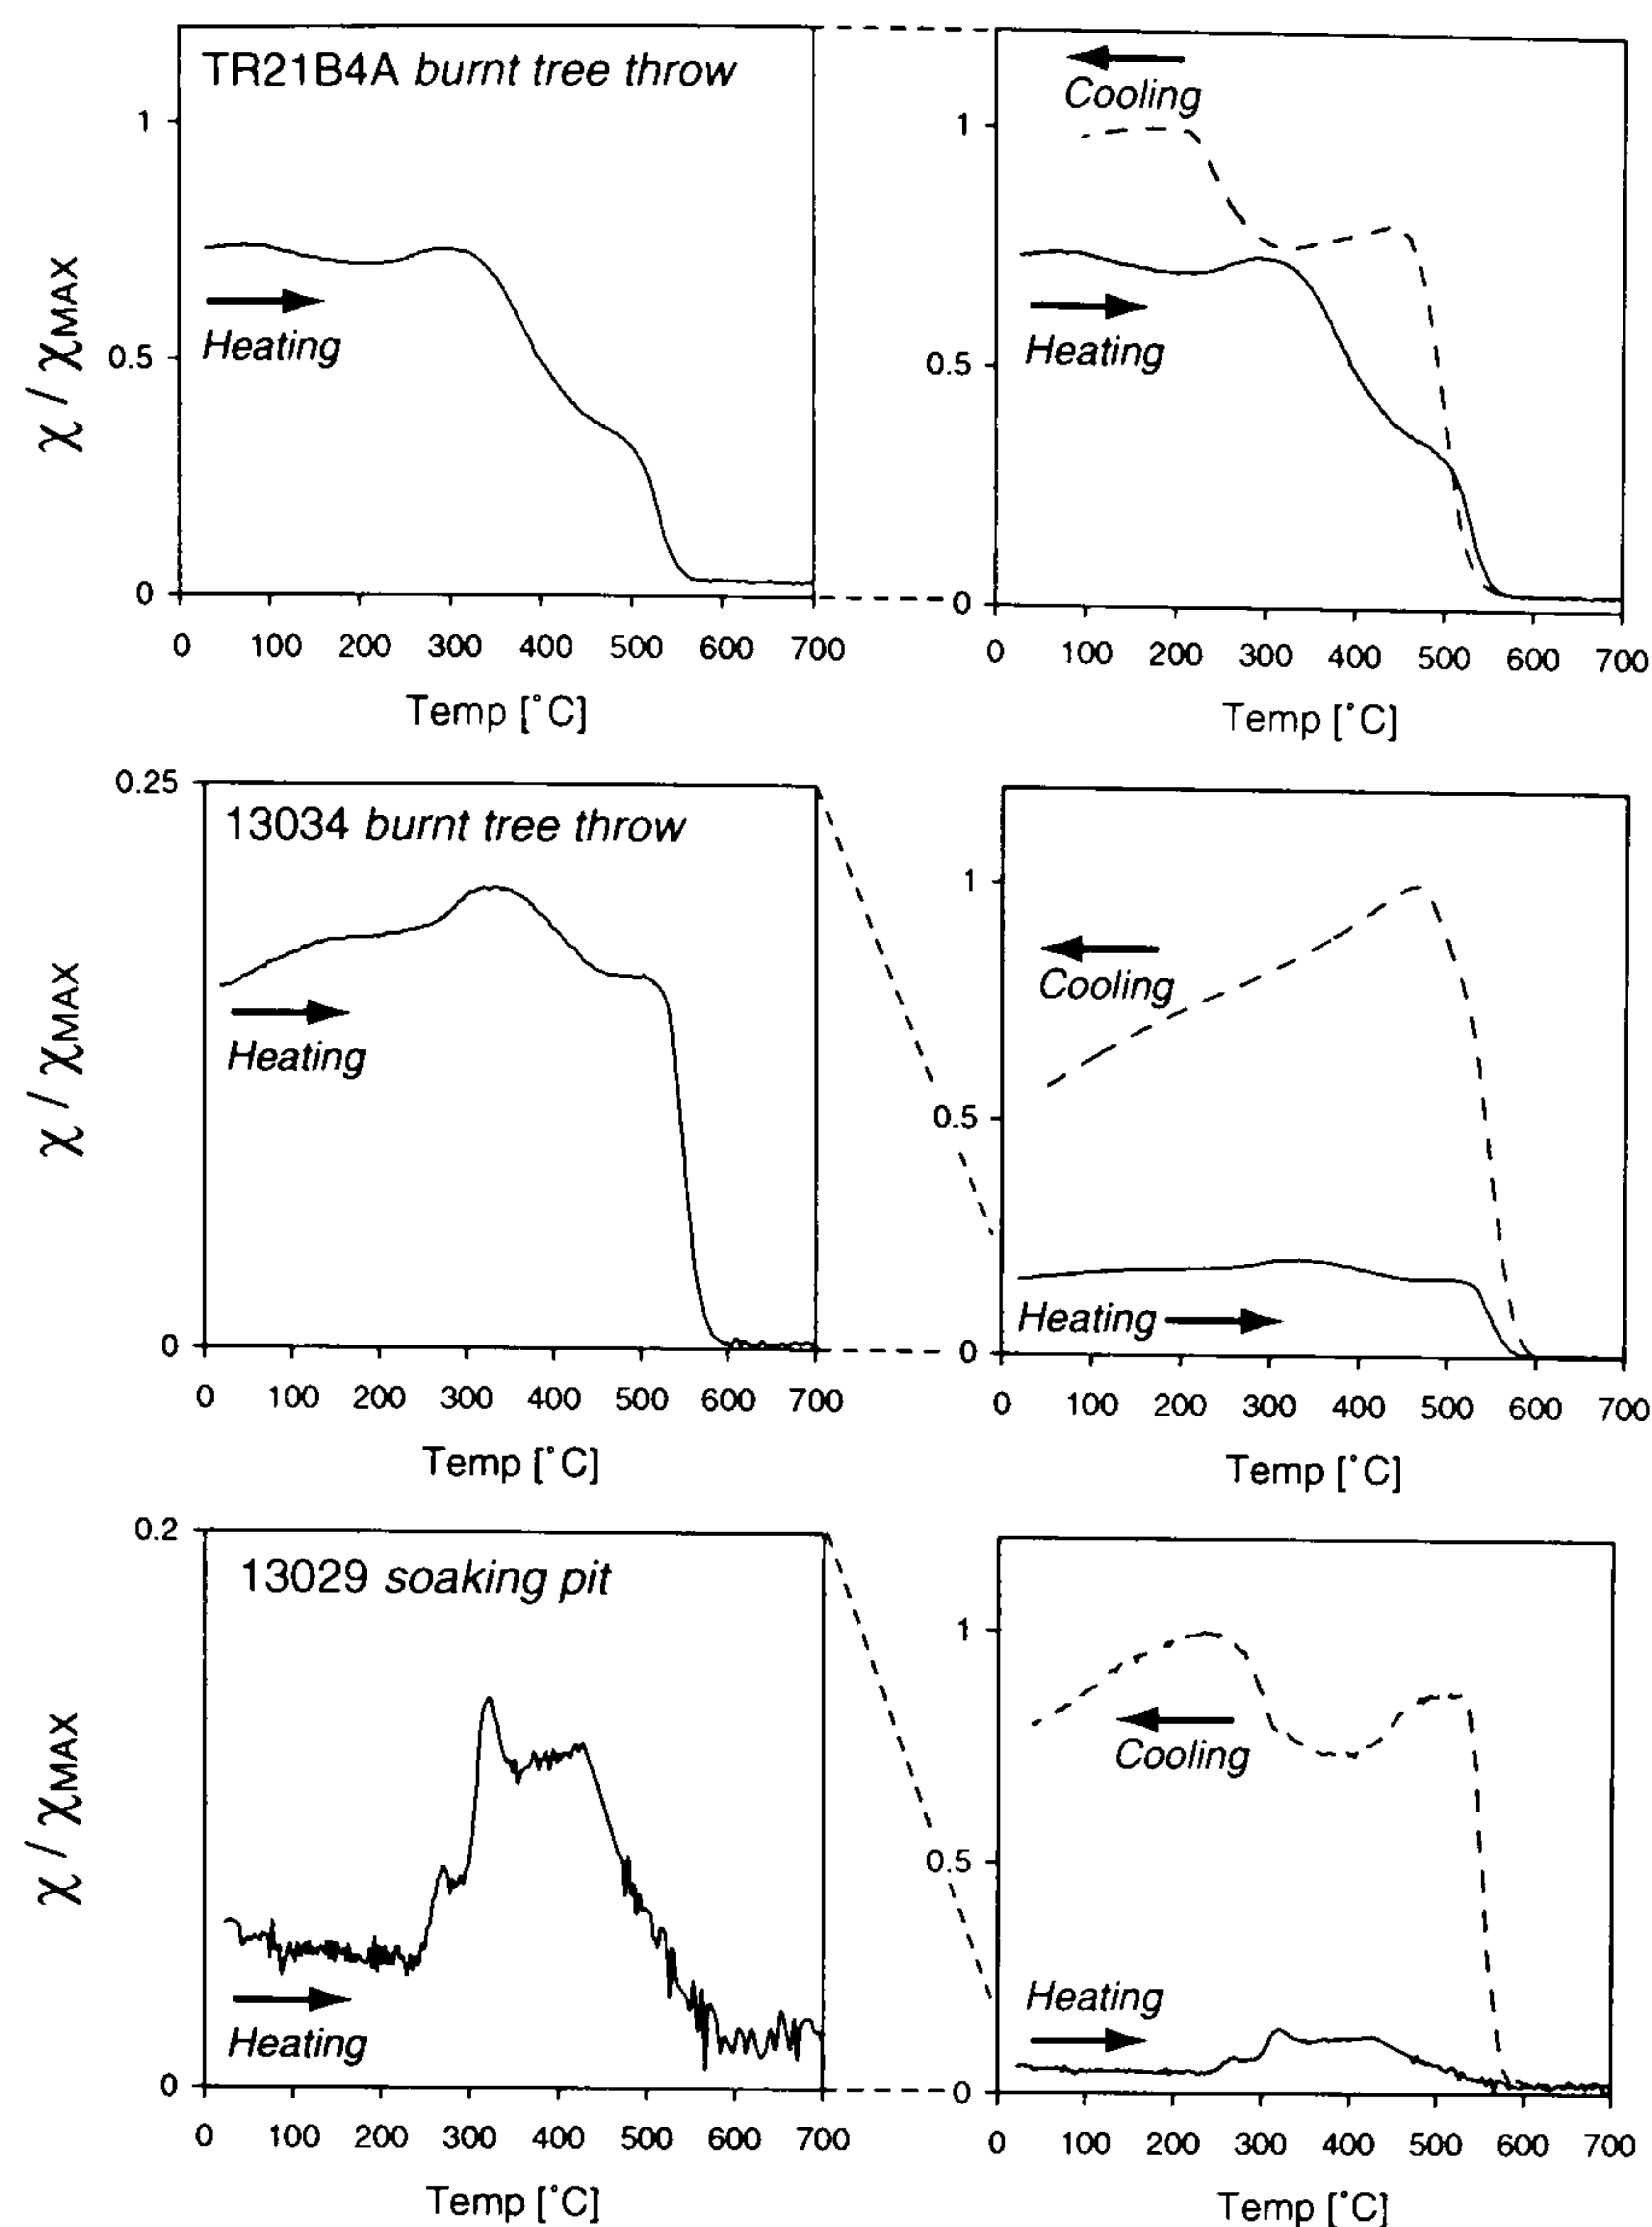 TR21B4A burnt tree throw
1
0.5
0
χ / χMAX
Heating
0 100 200 300 400 500 600 700
Temp [°C]
Cooling
1
Heating
0.5
0
0 100 200 300 400 500 600 700
Temp [°C]
0.25
13034 burnt tree throw
χ / χMAX
Heating
0
0 100 200 300 400 500 600 700
Temp [°C]
1
Cooling
0.5
Heating
0
0 100 200 300 400 500 600 700
Temp [°C]
0.2
13029 soaking pit
χ / χMAX
Heating
0
0 100 200 300 400 500 600 700
Temp [°C]
1
Cooling
0.5
Heating
0
0 100 200 300 400 500 600 700
Temp [°C]